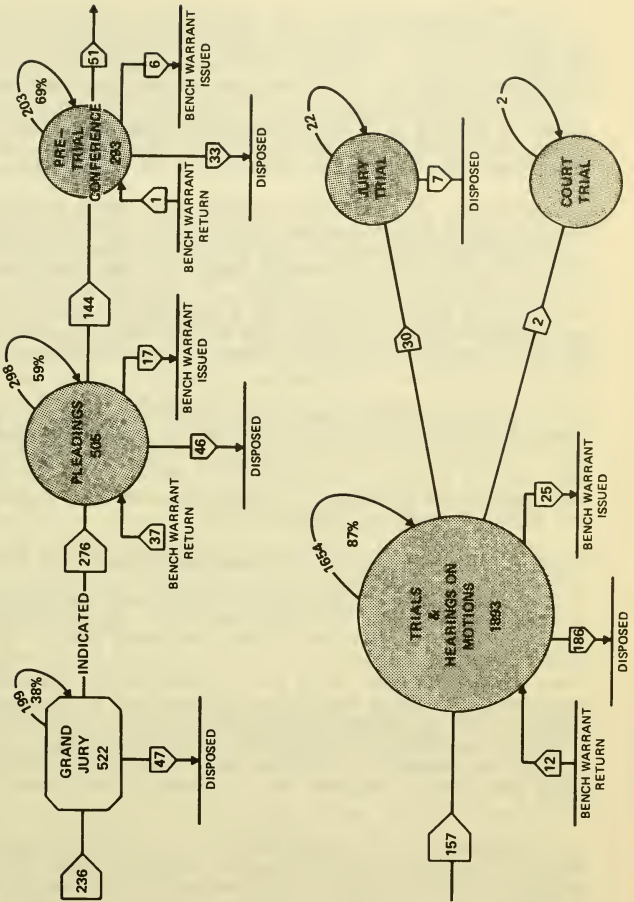 236
GRAND
JURY
522
199
38%
47
DISPOSED
INDICATED
276
PLEADINGS
505
298
59%
37
BENCH WARRANT
RETURN
46
DISPOSED
17
BENCH WARRANT
ISSUED
144
PRE-
TRIAL
CONFERENCE
293
203
69%
1
BENCH WARRANT
RETURN
33
DISPOSED
6
BENCH WARRANT
ISSUED
51
157
TRIALS
&
HEARINGS ON
MOTIONS
1893
1654
87%
12
BENCH WARRANT
RETURN
186
DISPOSED
25
BENCH WARRANT
ISSUED
30
JURY
TRIAL
22
7
DISPOSED
2
COURT
TRIAL
2